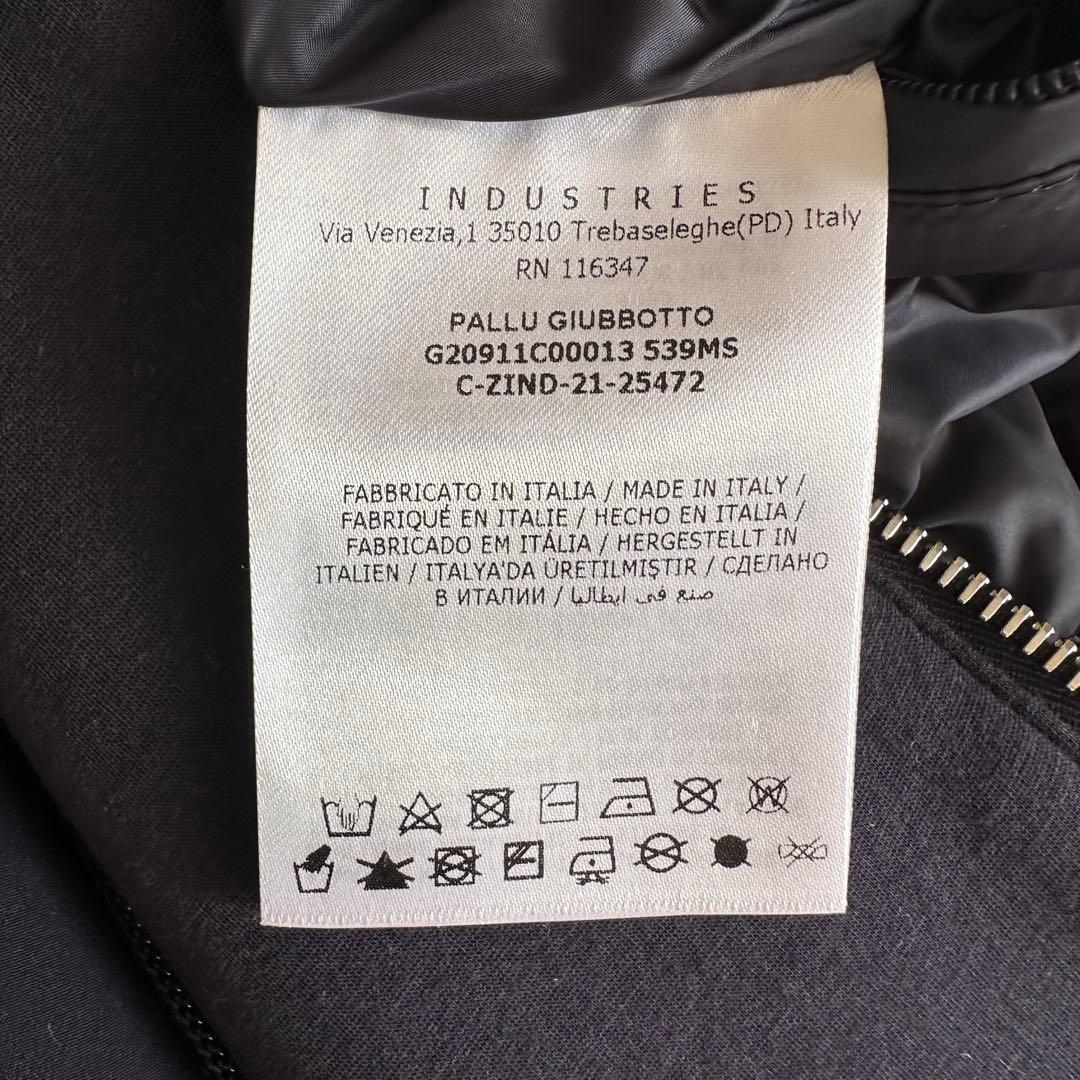 INDUSTRIES
Via Venezia,1 35010 Trebaseleghe(PD) Italy
RN 116347
PALLU GIUBBOTTO
G20911C00013 539MS
C-ZIND-21-25472
FABBRICATO IN ITALIA / MADE IN ITALY /
FABRIQUÉ EN ITALIE / HECHO EN ITALIA /
FABRICADO EM ITÁLIA / HERGESTELLT IN
ITALIEN / ITALYA'DA ÜRETILMIŞTIR / СДЕЛАНО
В ИТАЛИИ / صنع في ايطاليا
W